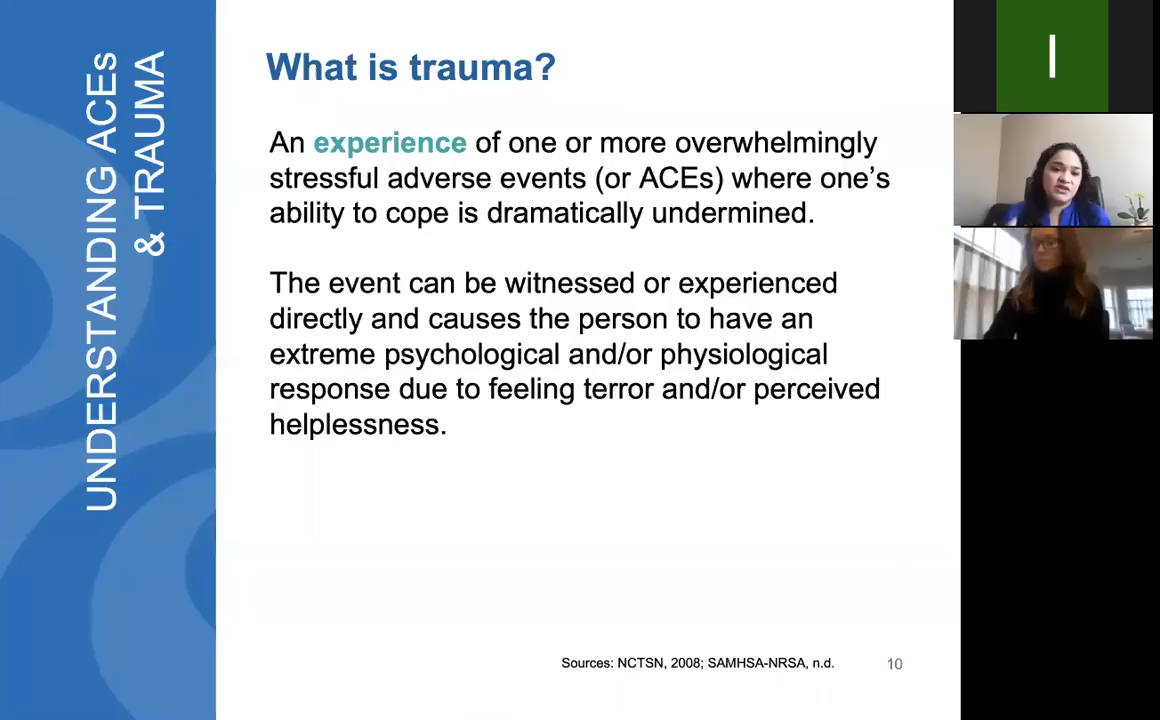 UNDERSTANDING ACEs
& TRAUMA
What is trauma?
An experience of one or more overwhelmingly
stressful adverse events (or ACEs) where one’s
ability to cope is dramatically undermined.
The event can be witnessed or experienced
directly and causes the person to have an
extreme psychological and/or physiological
response due to feeling terror and/or perceived
helplessness.
Sources: NCTSN, 2008; SAMHSA-NRSA, n.d.
10
I